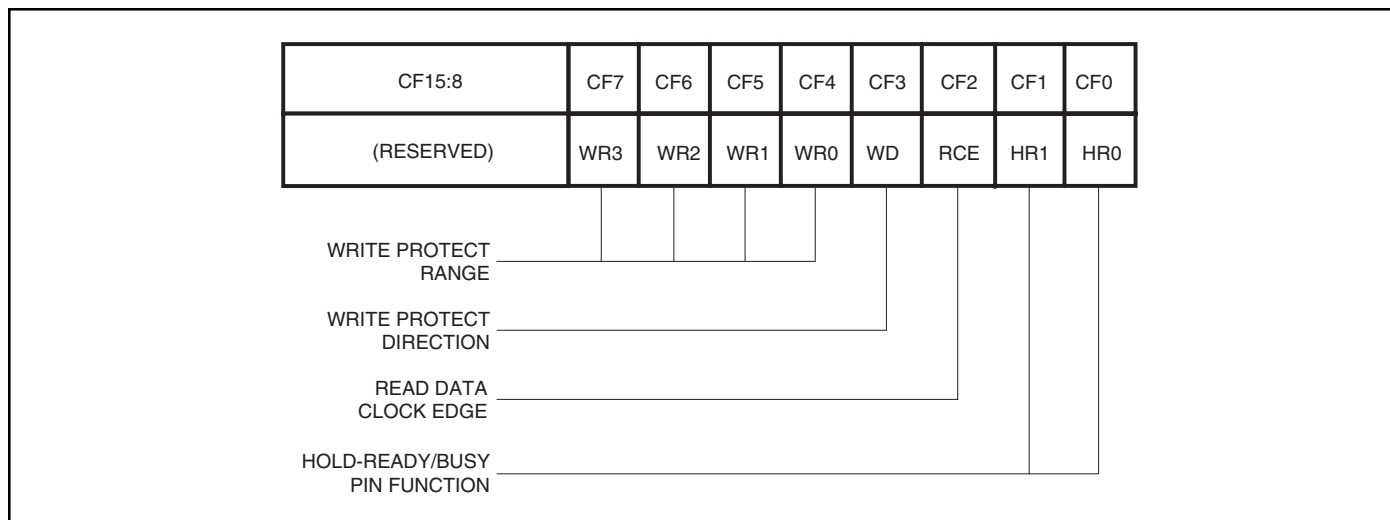 CF15:8 CF7 CF6 CF5 CF4 CF3 CF2 CF1 CF0
(RESERVED) WR3 WR2 WR1 WR0 WD RCE HR1 HR0
WRITE PROTECT
RANGE
WRITE PROTECT
DIRECTION
READ DATA
CLOCK EDGE
HOLD-READY/BUSY
PIN FUNCTION